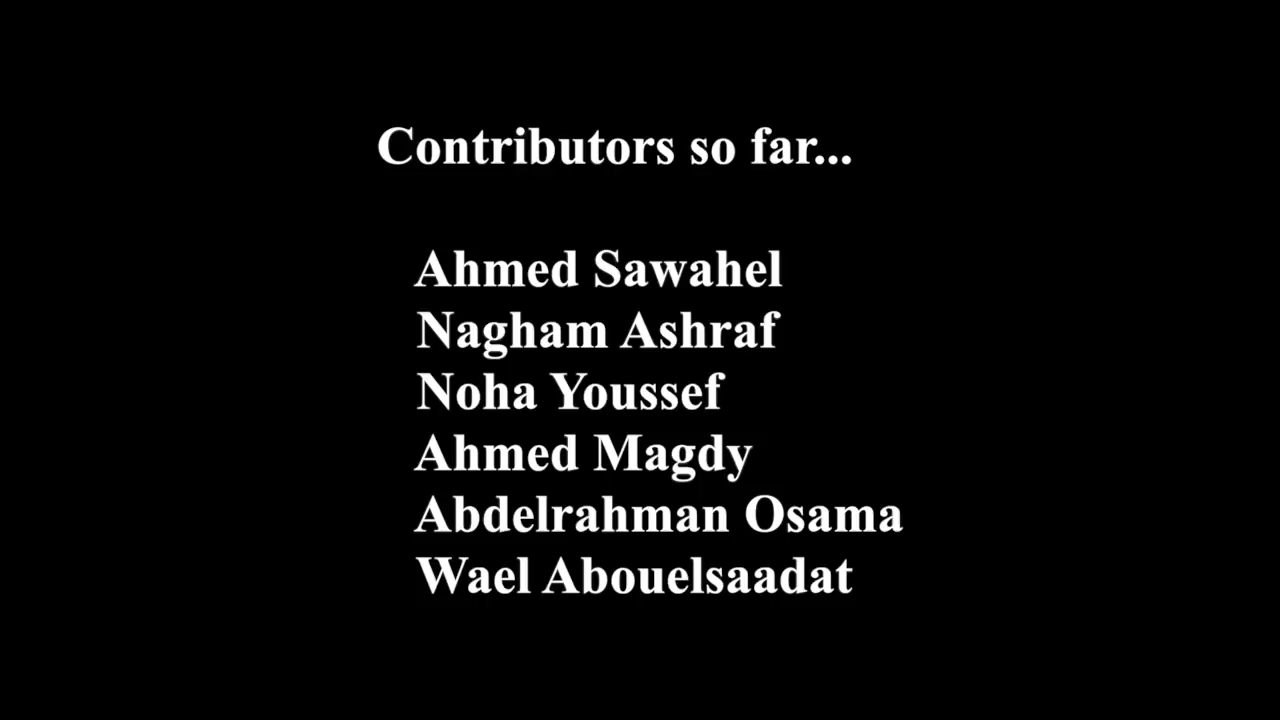 Contributors so far...
Ahmed Sawahel
Nagham Ashraf
Noha Youssef
Ahmed Magdy
Abdelrahman Osama
Wael Abouelsaadat